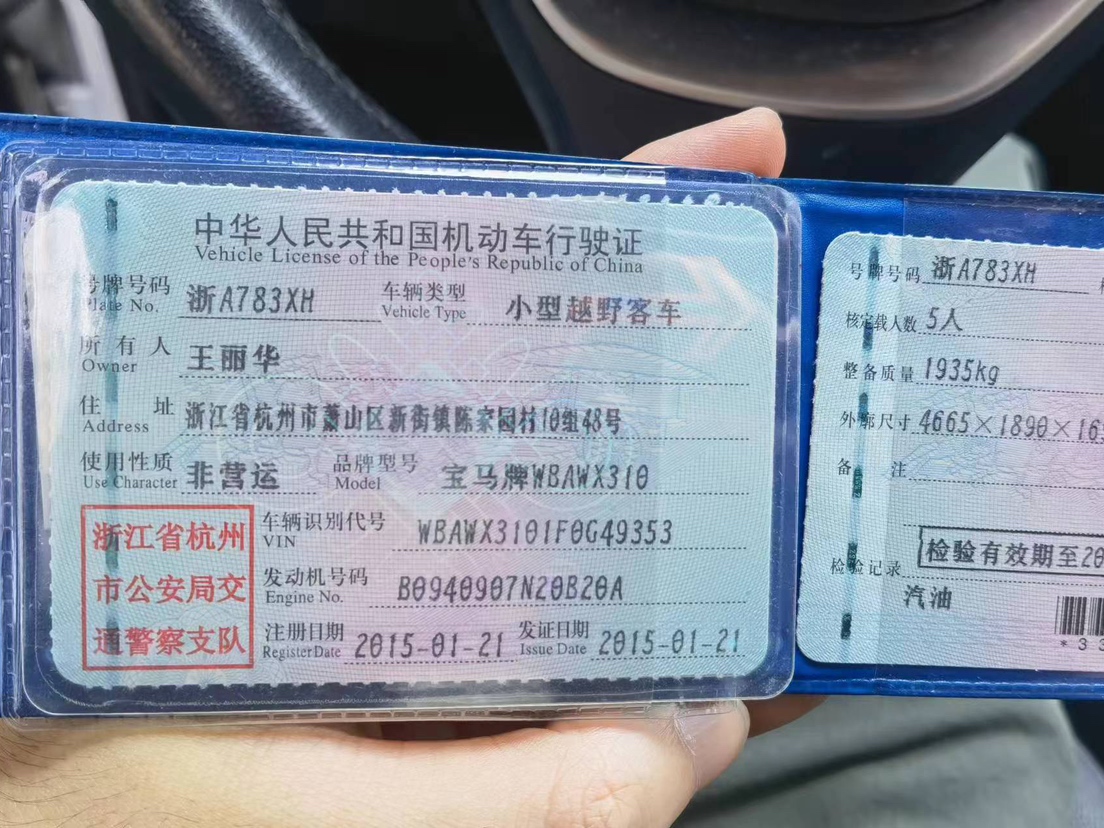 中华人民共和国机动车行驶证
Vehicle License of the People's Republic of China
号牌号码 浙A783XH 车辆类型 小型越野客车
Plate No. Vehicle Type
所有人 王丽华
Owner
住址 浙江省杭州市萧山区新街镇陈家园村10组48号
Address
使用性质 非营运 品牌型号 宝马牌WBAWX310
Use Character Model
浙江省杭州
市公安局交
通警察支队
车辆识别代号 WBAWX3101F0G49353
VIN
发动机号码 B0940907N20B20A
Engine No.
注册日期 2015-01-21 发证日期 2015-01-21
Register Date Issue Date
号牌号码 浙A783XH
核定载人数 5人
整备质量 1935kg
外廓尺寸 4665×1890×16
备注
检验记录 检验有效期至20
汽油
*33